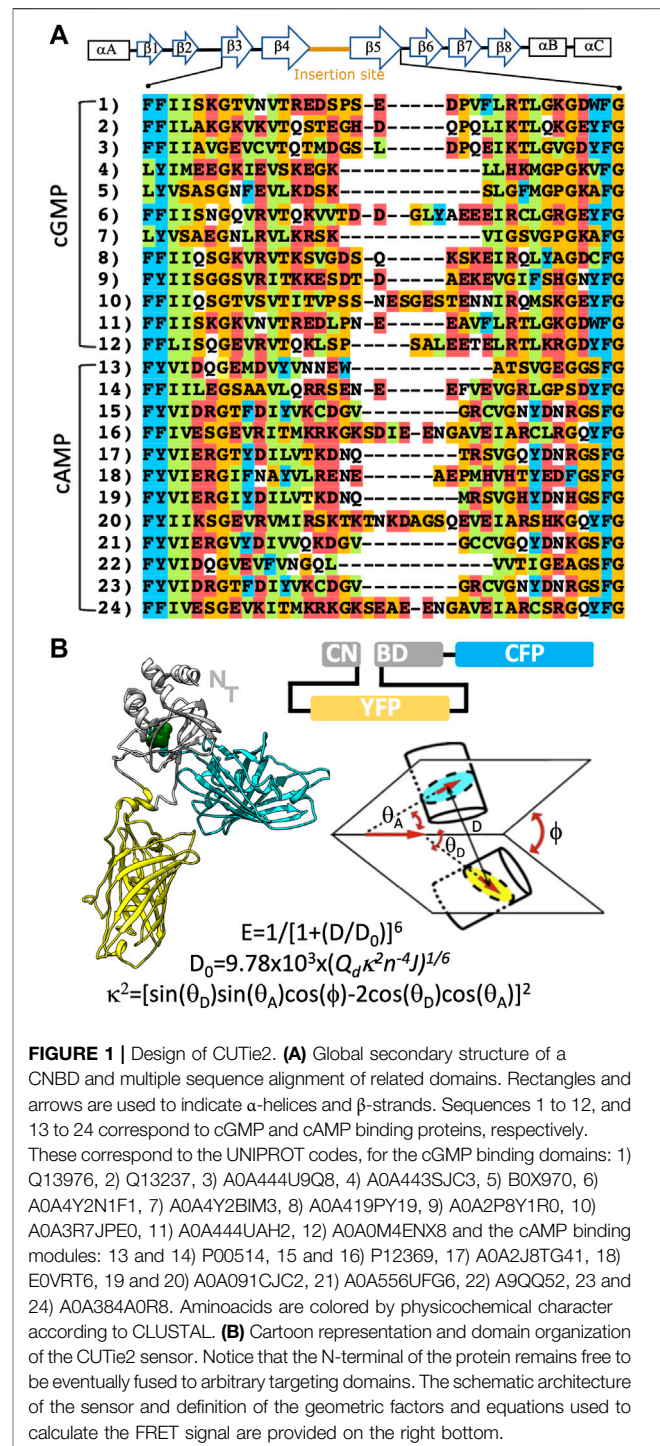 A
αA β1 β2 β3 β4 β5 β6 β7 β8 αB αC
Insertion site
cGMP
1) FFIISKGTVNVTREDSPS-E-----DPVFLRTLGKGDWFG
2) FFILAKGKVKVTQSTEGH-D-----QPQLIKTLQKGEYFG
3) FFIIAVGEVCVTQTMDGS-L-----DPQEIKTLGVGDYFG
4) LYIMEEGKIEVSKEGK------------LLHKMGPGKVFG
5) LYVSASGNFEVLKDSK------------SLGFMGPGKAFG
6) FFIISNGQVRVTQKVVTD-D--GLYAEEEIRCLGRGEYFG
7) LYVSAEGNLRVLKRSK------------VIGSVGPGKAFG
8) FFIIQSGKVRVTKSVGDS-Q-----KSKEIRQLYAGDCFG
9) FYIISGGSVRITKKESDT-D-----AEKEVGIFSHGNYFG
10) FFIIQSGTVSVTITVPSS-NESGESTENNIRQMSKGEYFG
11) FFIISKGKVNVTREDLPN-E-----EAVFLRTLGKGDWFG
12) FFLISQGEVRVTQKLSP-----SALEETELRTLKRGDYFG
cAMP
13) FYVIDQGEMDVYVNNEW------------ATSVGEGGSFG
14) FFIILEGSAAVLQRRSEN-E-----EFVEVGRLGPSDYFG
15) FYVIDRGTFDIYVKCDGV--------GRCVGNYDNRGSFG
16) FFIVESGEVRITMKRKGKSDIE-ENGAVEIARCLRGQYFG
17) FYVIERGTYDILVTKDNQ--------TRSVGQYDNRGSFG
18) FYVIERGIFNAYVLRENE------AEPMHVHTYEDFGSFG
19) FYVIERGIYDILVTKDNQ--------MRSVGHYDNHGSFG
20) FYIIKSGEVRVMIRSKTKTNKDAGSQEVEIARSHKGQYFG
21) FYVIERGVYDIVVQKDGV--------GCCVGQYDNKGSFG
22) FYVIDQGVEVFVNGQL-------------VVTIGEAGSFG
23) FYVIDRGTFDIYVKCDGV--------GRCVGNYDNRGSFG
24) FFIVESGEVKITMKRKGKSEAE-ENGAVEIARCSRGQYFG
B
NT
CN BD CFP
YFP
θA D θD ϕ
E=1/[1+(D/D0)]^6
D0=9.78x10^3x(Qdκ^2n^-4J)^1/6
κ^2=[sin(θD)sin(θA)cos(ϕ)-2cos(θD)cos(θA)]^2
FIGURE 1 | Design of CUTie2. (A) Global secondary structure of a
CNBD and multiple sequence alignment of related domains. Rectangles and
arrows are used to indicate α-helices and β-strands. Sequences 1 to 12, and
13 to 24 correspond to cGMP and cAMP binding proteins, respectively.
These correspond to the UNIPROT codes, for the cGMP binding domains: 1)
Q13976, 2) Q13237, 3) A0A444U9Q8, 4) A0A443SJC3, 5) B0X970, 6)
A0A4Y2N1F1, 7) A0A4Y2BIM3, 8) A0A419PY19, 9) A0A2P8Y1R0, 10)
A0A3R7JPE0, 11) A0A444UAH2, 12) A0A0M4ENX8 and the cAMP binding
modules: 13 and 14) P00514, 15 and 16) P12369, 17) A0A2J8TG41, 18)
E0VRT6, 19 and 20) A0A091CJC2, 21) A0A556UFG6, 22) A9QQ52, 23 and
24) A0A384A0R8. Aminoacids are colored by physicochemical character
according to CLUSTAL. (B) Cartoon representation and domain organization
of the CUTie2 sensor. Notice that the N-terminal of the protein remains free to
be eventually fused to arbitrary targeting domains. The schematic architecture
of the sensor and definition of the geometric factors and equations used to
calculate the FRET signal are provided on the right bottom.